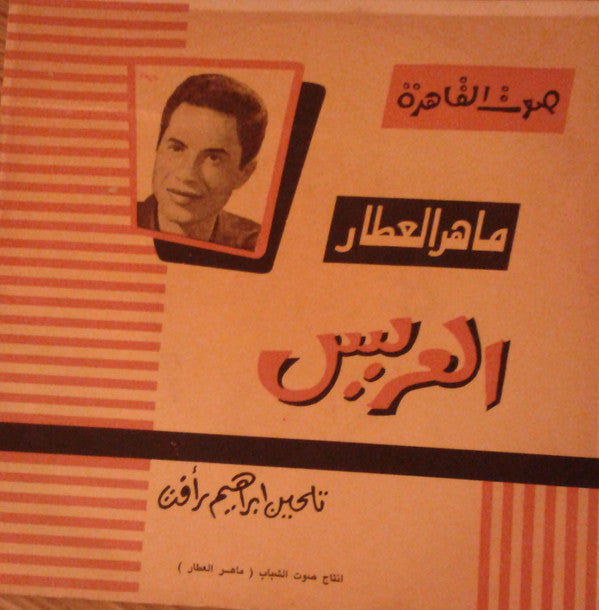 صوت القاهرة
ماهر العطار
العريس
تلحين ابراهيم رأفت
انتاج صوت الشباب ( ماهر العطار )